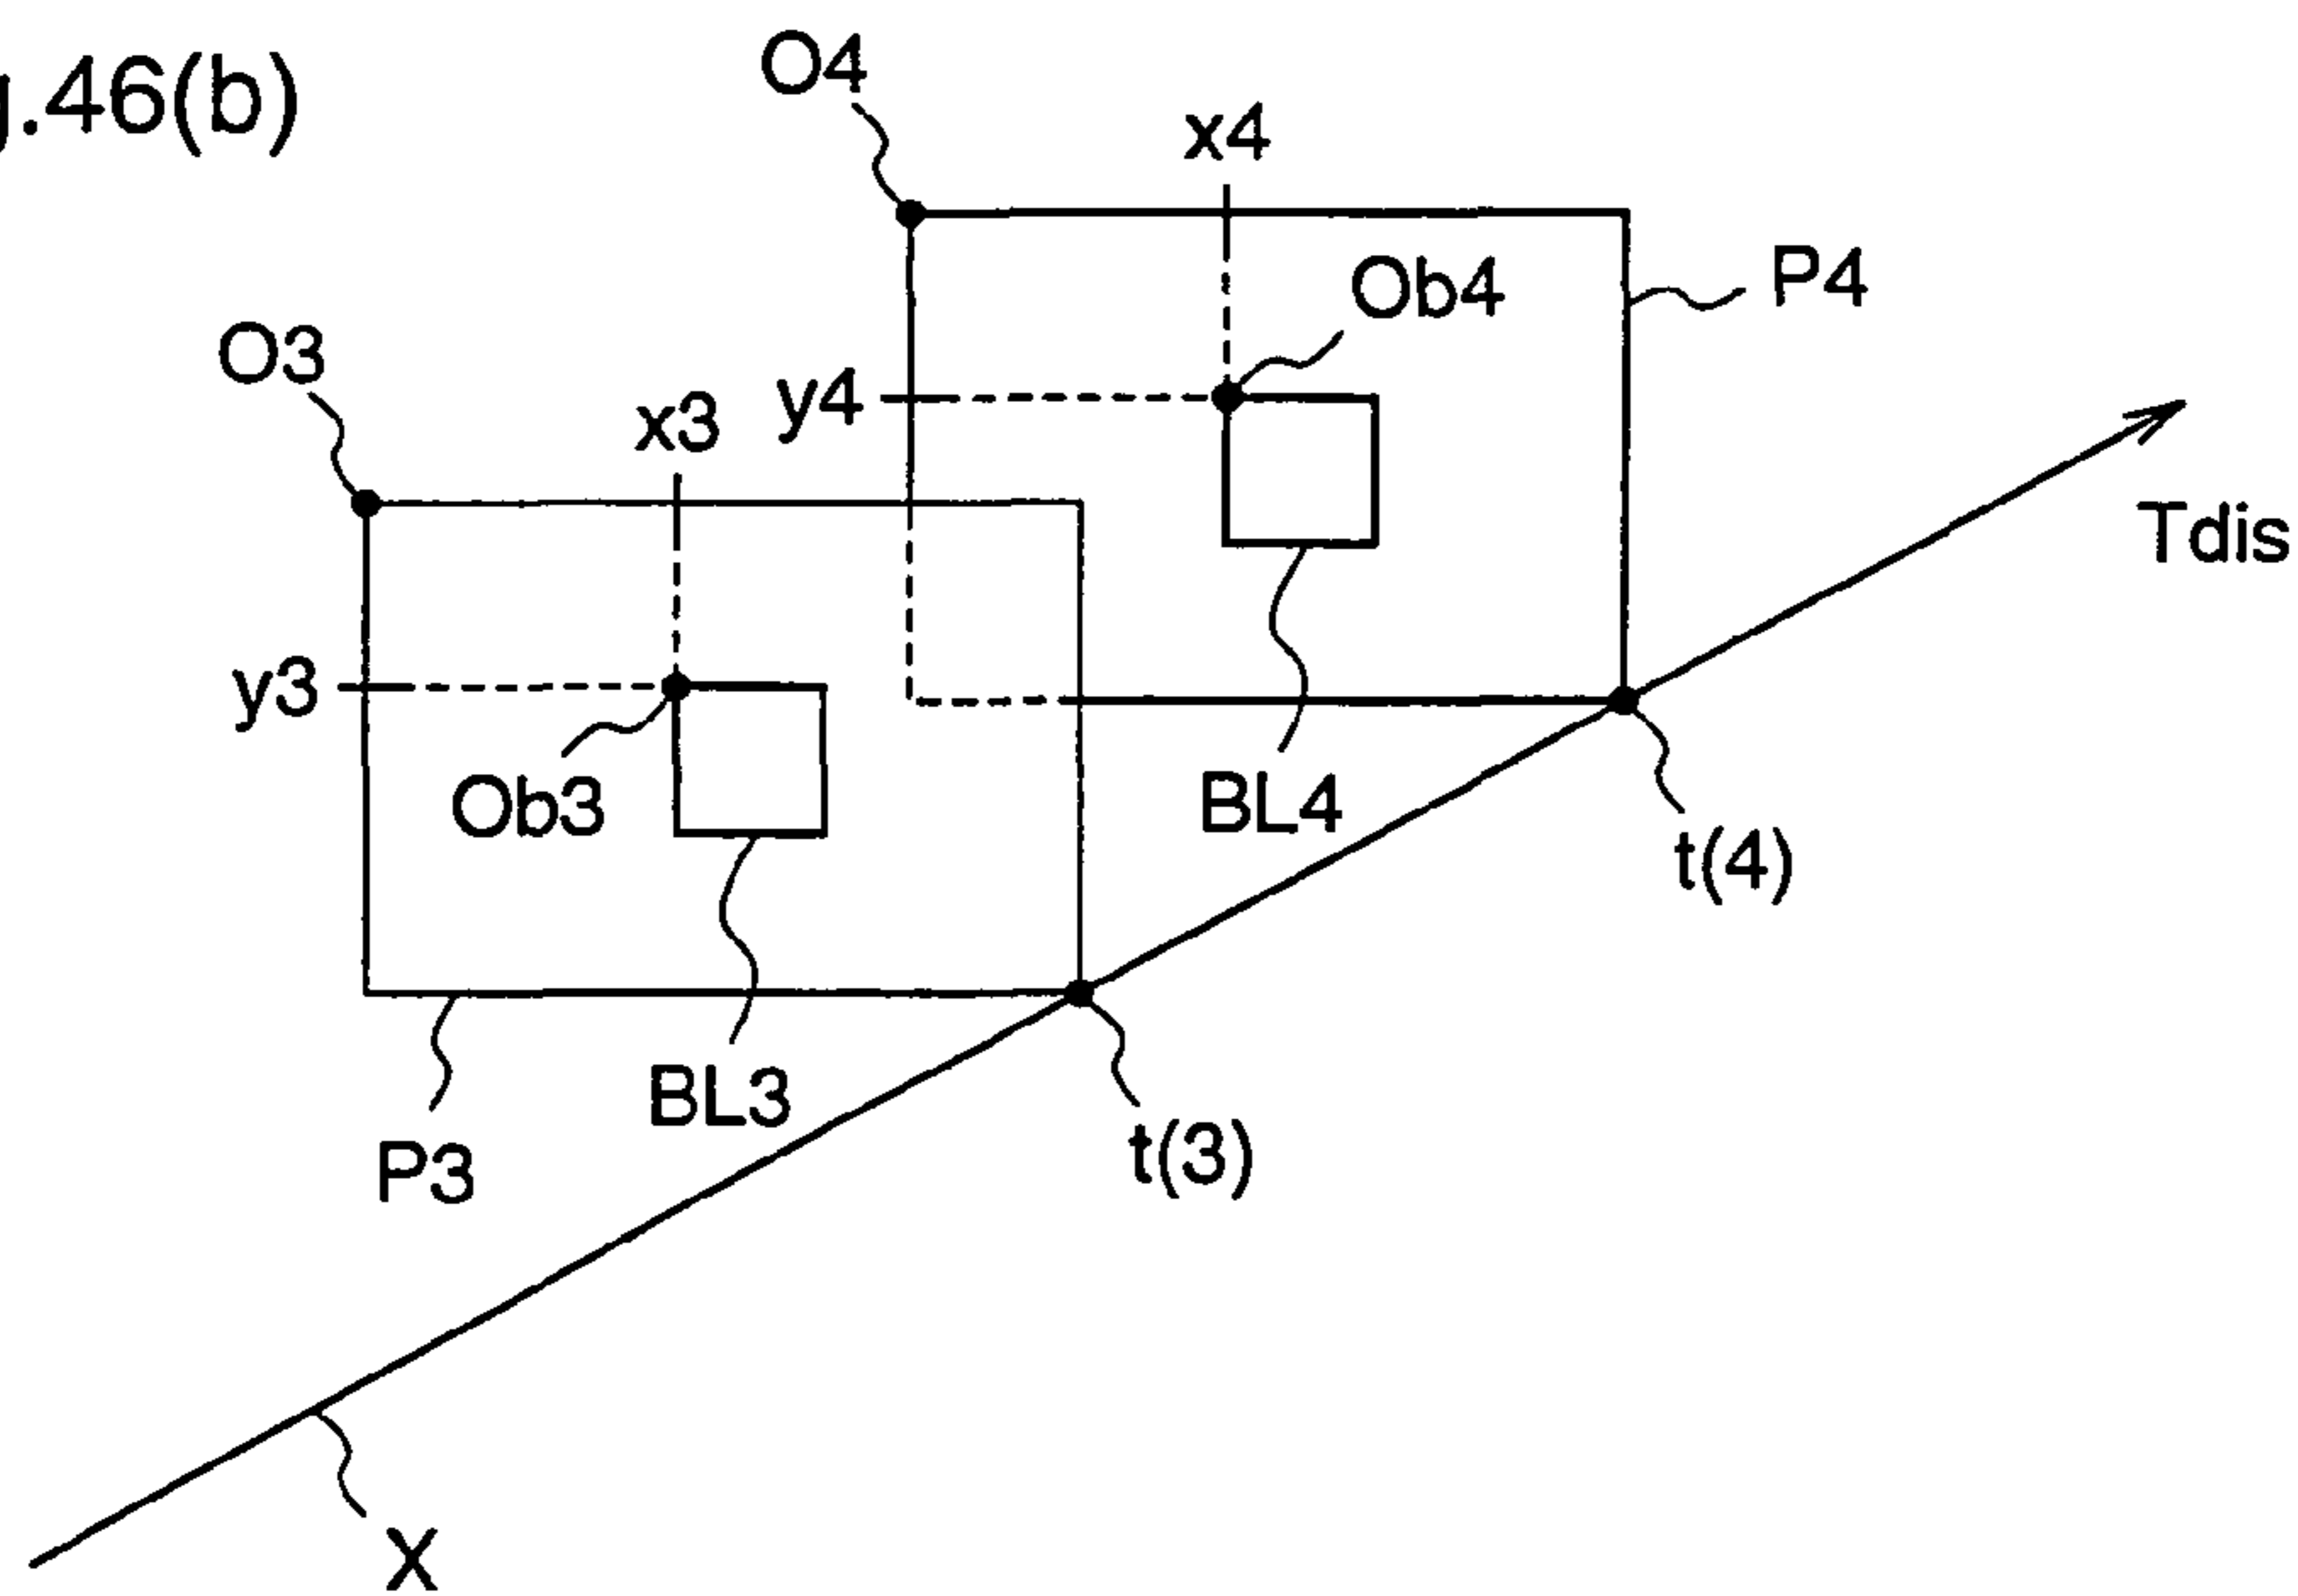 .46(b)
O4
x4
P4
Ob4
O3
x3
y4
Tdis
y3
Ob3
BL4
t(4)
BL3
t(3)
P3
X